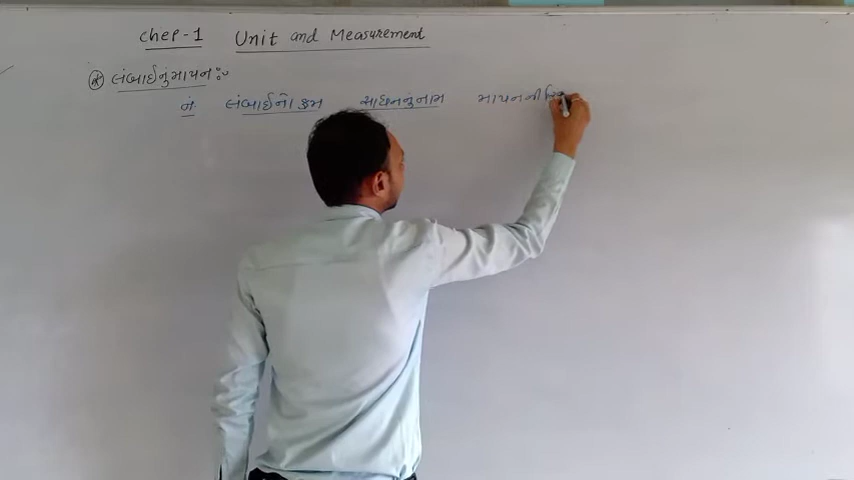 Chep-1 Unit and Measurement
* લંબાઈનું માપન:-
નં. લંબાઈનો ક્રમ સાધનનું નામ માપનની